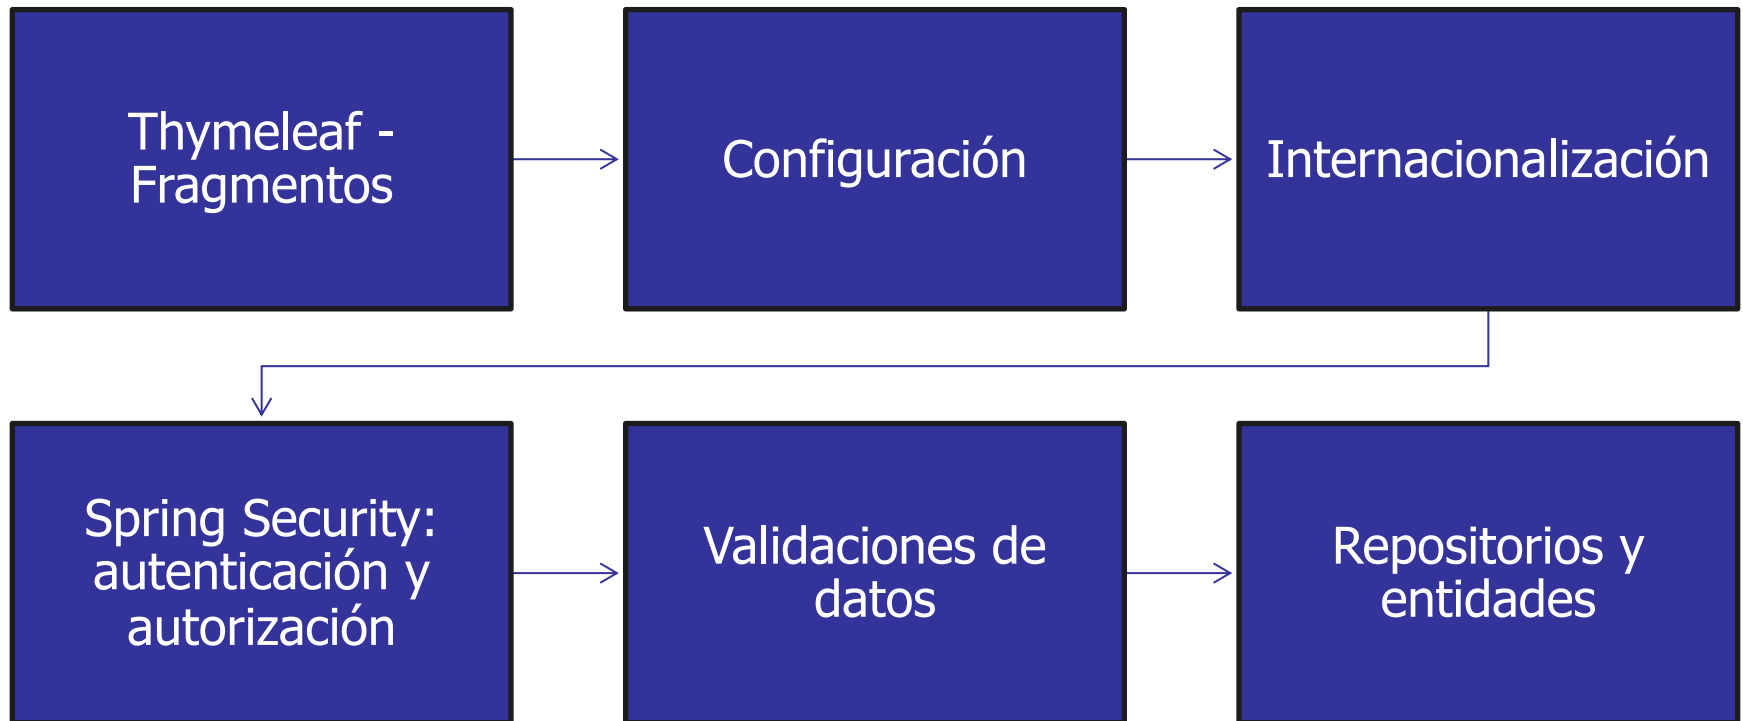 Thymeleaf -
Fragmentos
Configuración
Internacionalización
Spring Security:
autenticación y
autorización
Validaciones de
datos
Repositorios y
entidades